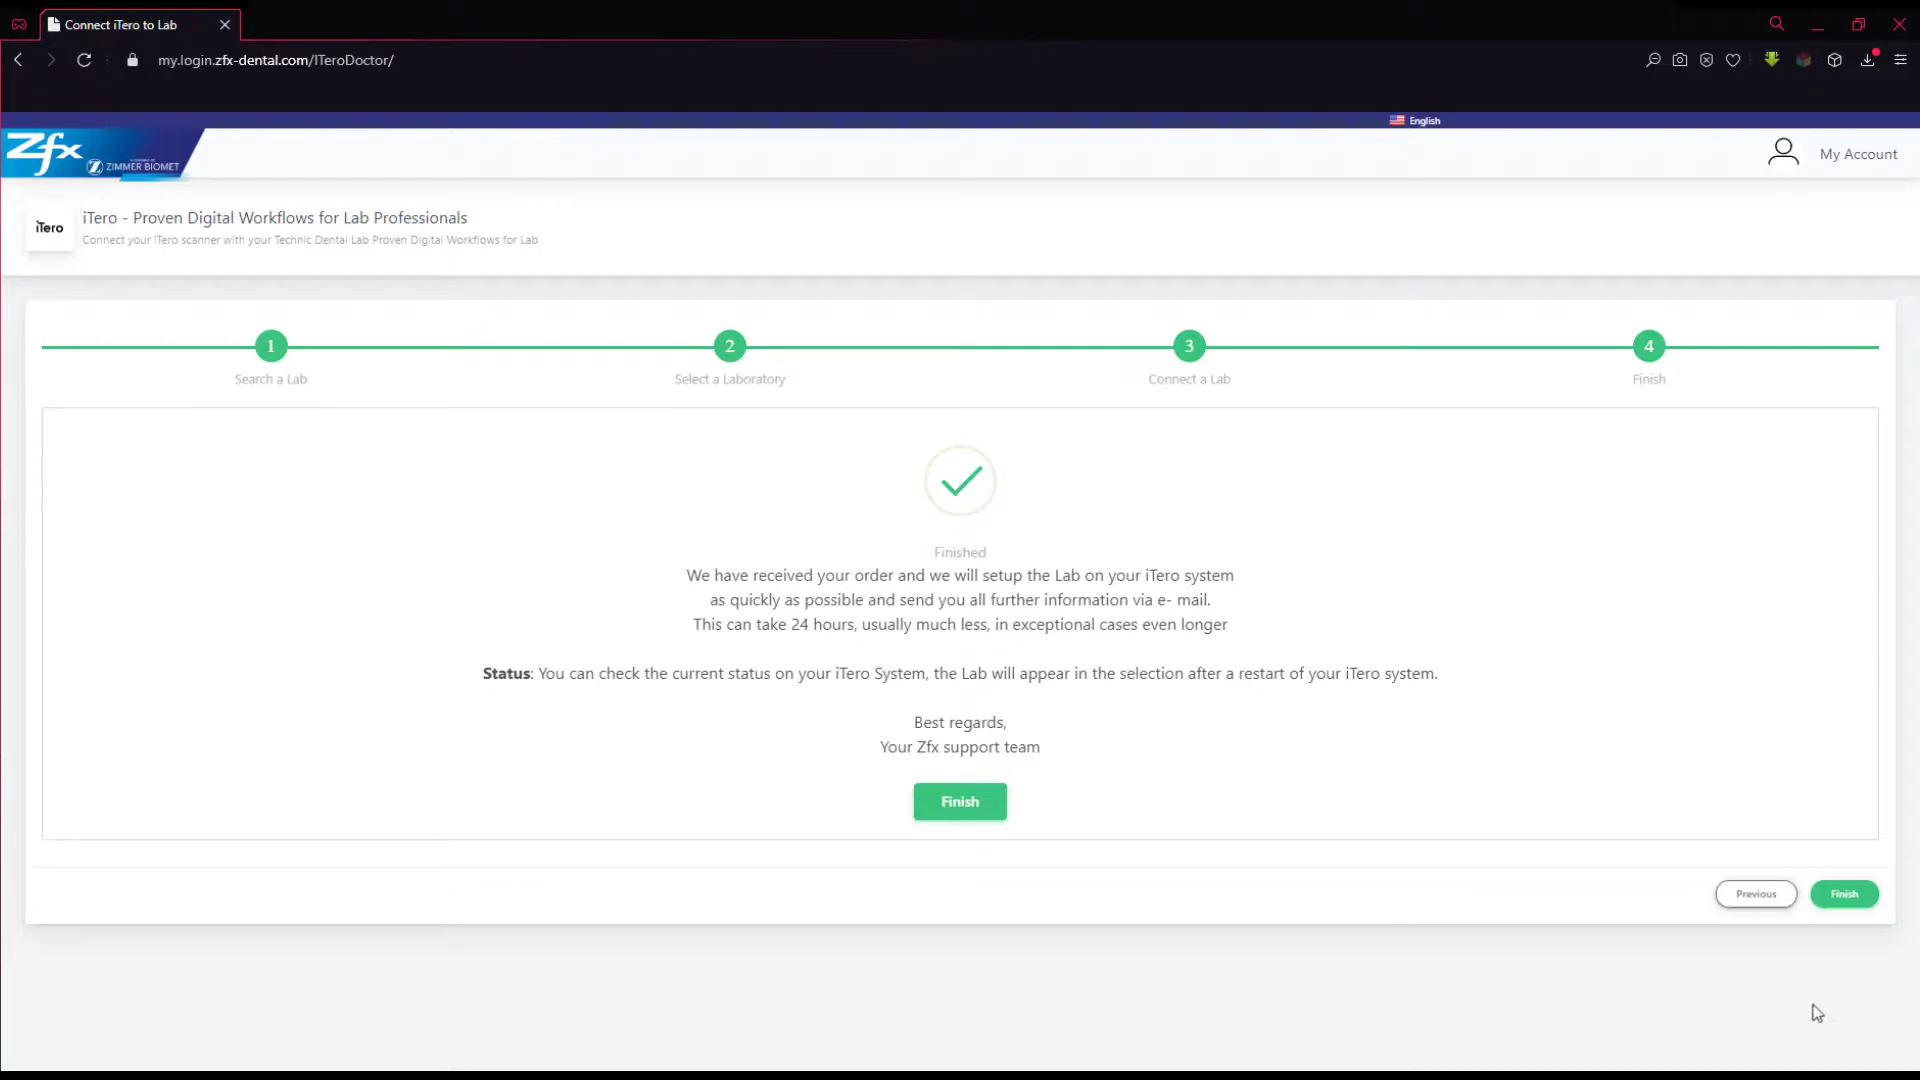 Connect iTero to Lab
my.login.zfx-dental.com/ITeroDoctor/
English
Zfx
ZIMMER BIOMET
My Account
iTero
iTero - Proven Digital Workflows for Lab Professionals
Connect your iTero scanner with your Technic Dental Lab Proven Digital Workflows for Lab
1
2
3
4
Search a Lab
Select a Laboratory
Connect a Lab
Finish
Finished
We have received your order and we will setup the Lab on your iTero system
as quickly as possible and send you all further information via e- mail.
This can take 24 hours, usually much less, in exceptional cases even longer
Status: You can check the current status on your iTero System, the Lab will appear in the selection after a restart of your iTero system.
Best regards,
Your Zfx support team
Finish
Previous
Finish